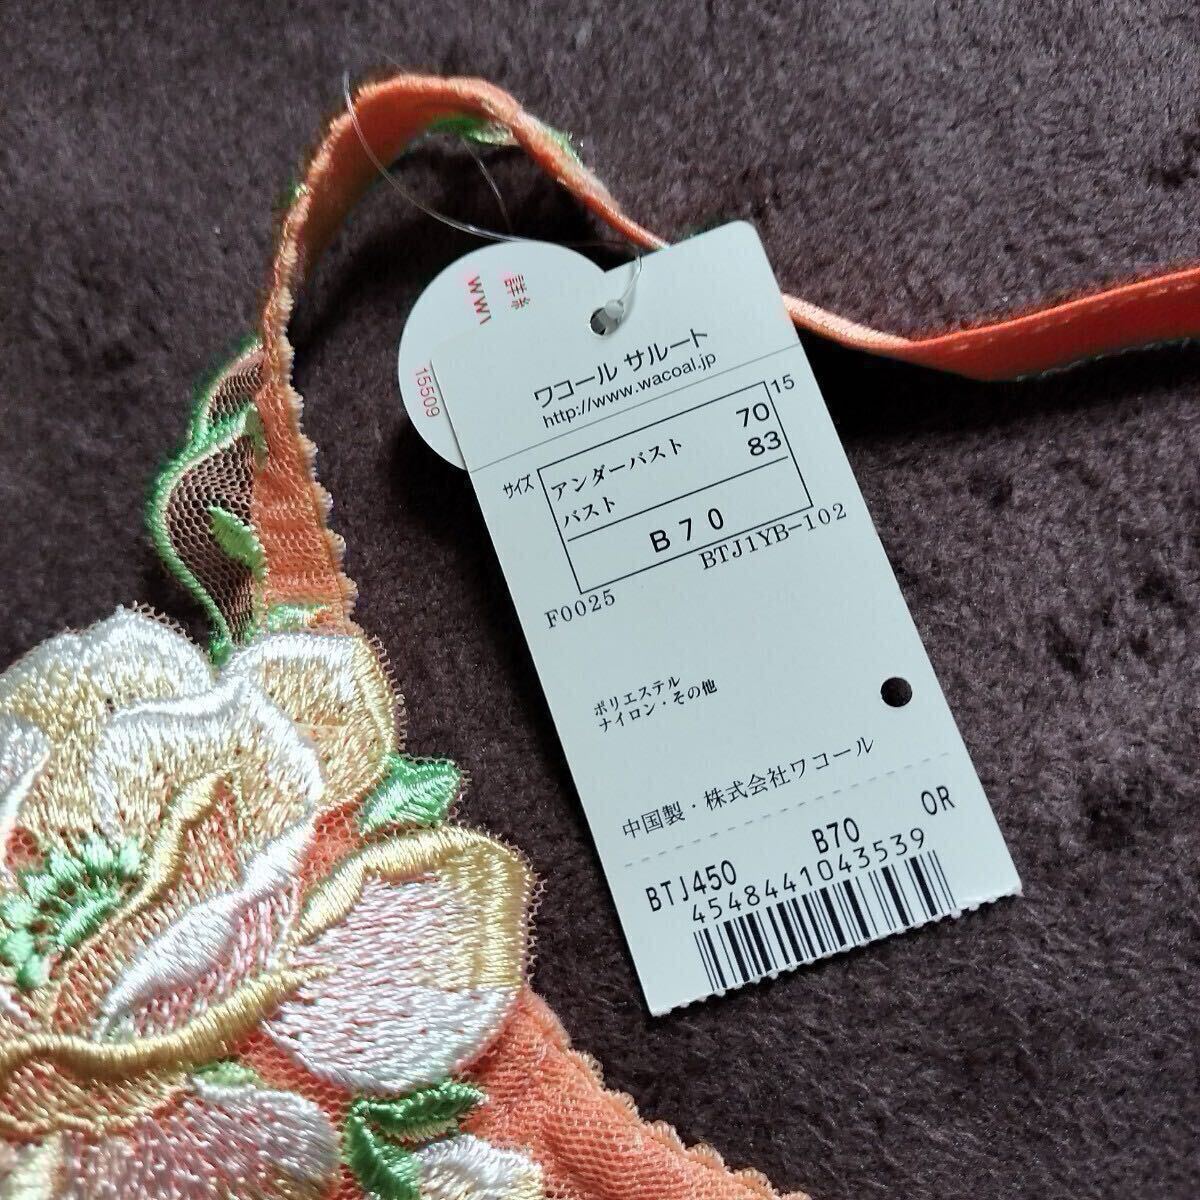 詳
WWW
15509
ワコール サルート
http://www.wacoal.jp
15
サイズ
アンダーバスト 70
バスト 83
B70
F0025 BTJ1YB-102
ポリエステル
ナイロン・その他
中国製・株式会社ワコール
BTJ450 B70 OR
4548441043539